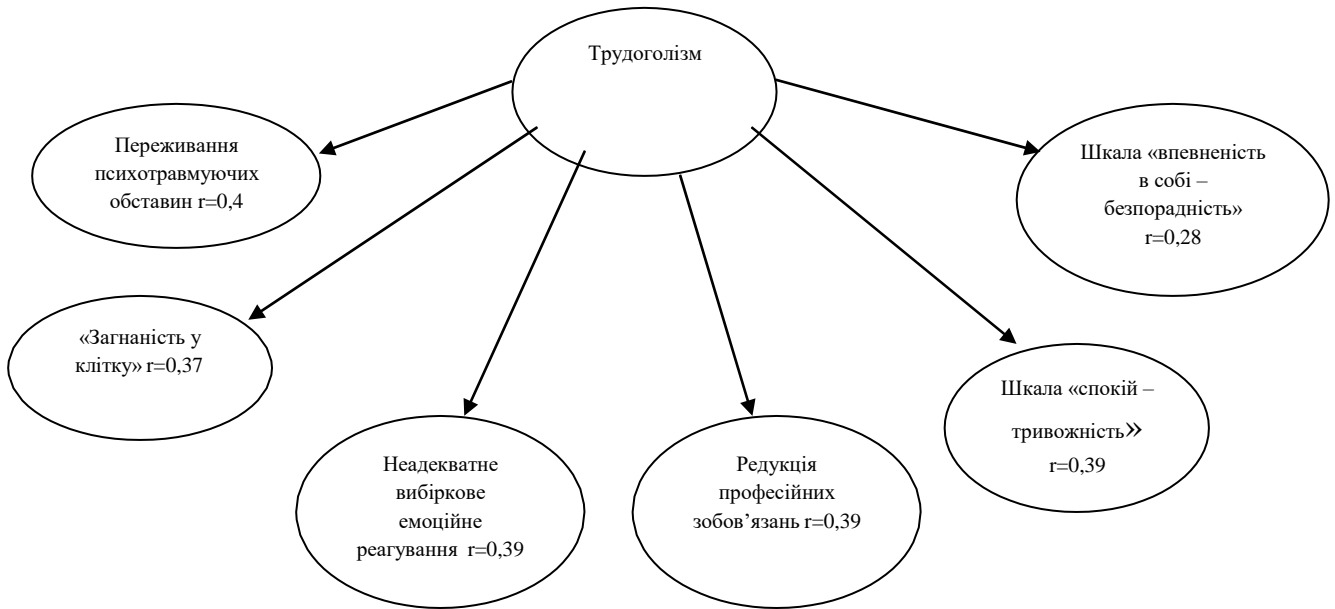 Трудоголізм
Переживання
психотравмуючих
обставин r=0,4
Шкала «впевненість
в собі –
безпорадність»
r=0,28
«Загнаність у
клітку» r=0,37
Шкала «спокій –
тривожність»
r=0,39
Неадекватне
вибіркове
емоційне
реагування r=0,39
Редукція
професійних
зобов’язань r=0,39